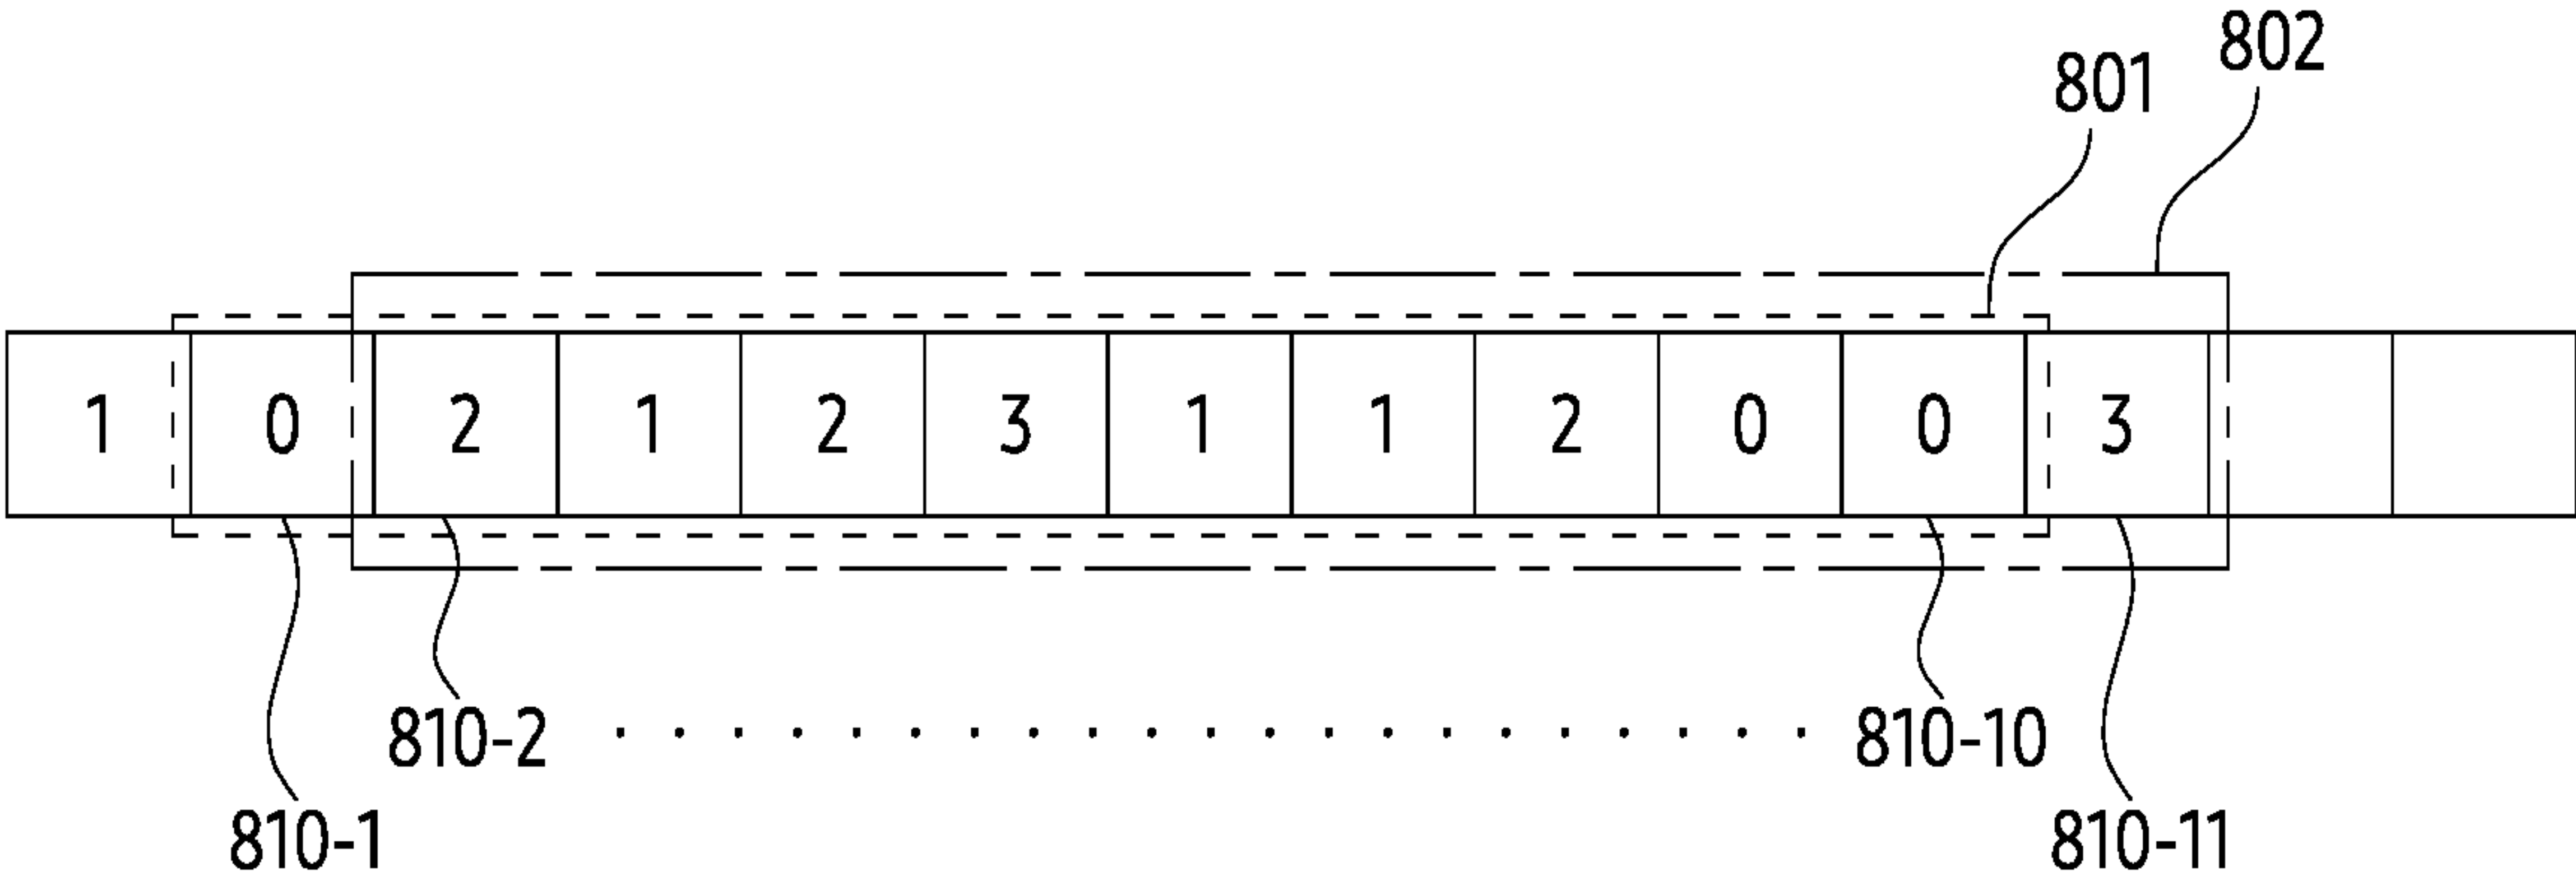 802
801
1 0 2 1 2 3 1 1 2 0 0 3
810-2 . . . . . . . . . . . . . . . . . . . . . 810-10
810-1 810-11